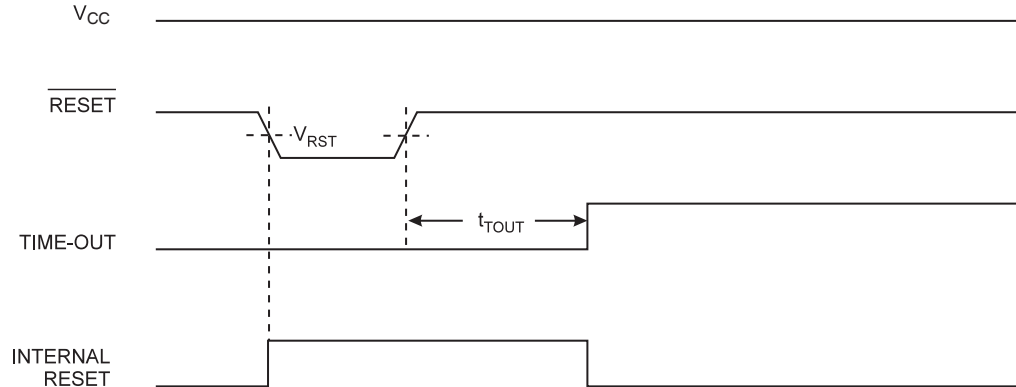 VCC
RESET
VRST
tTOUT
TIME-OUT
INTERNAL
RESET